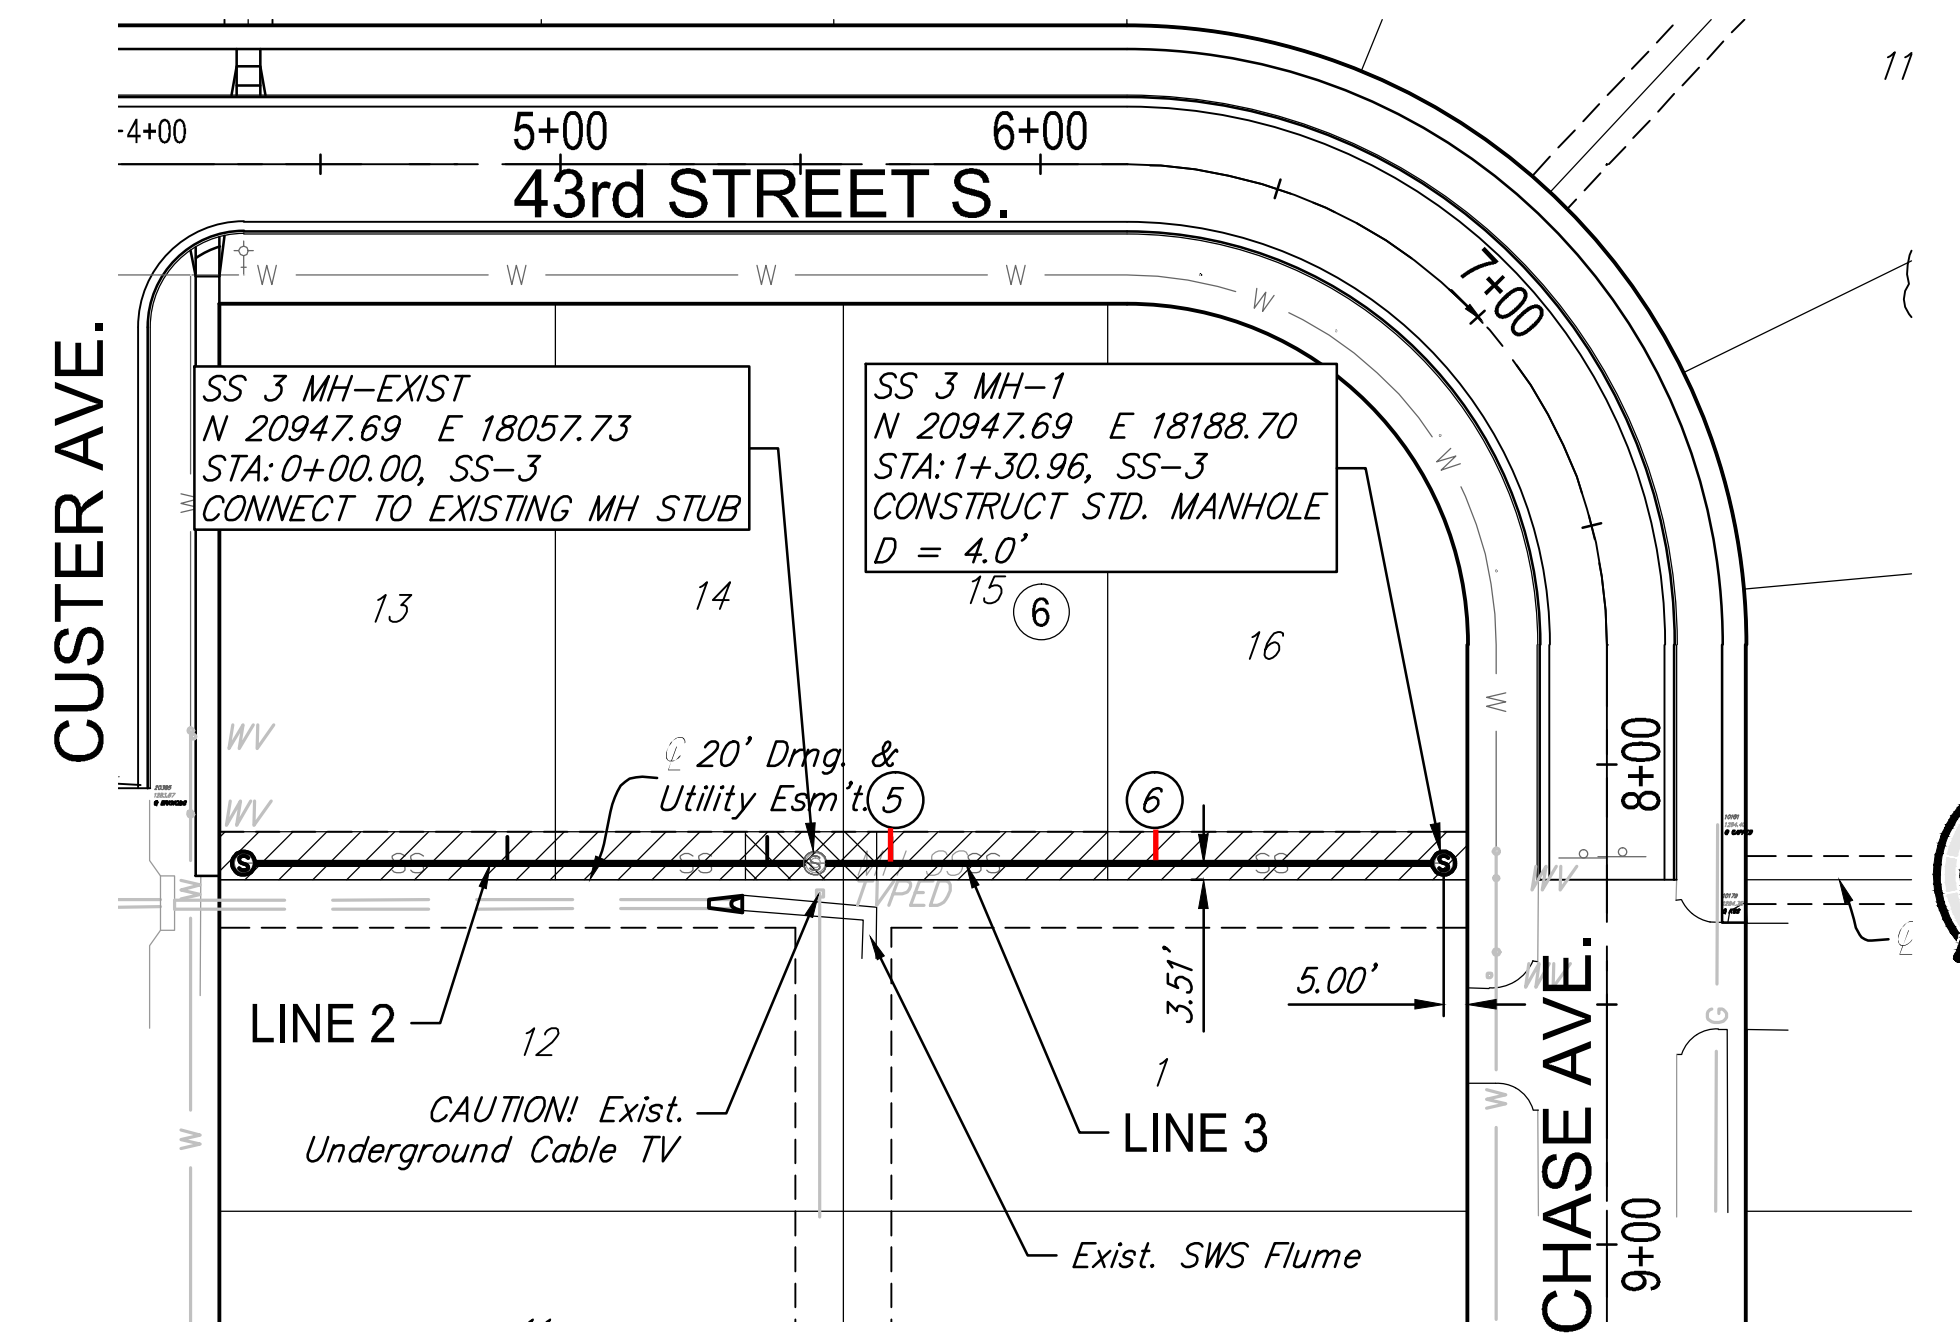 11
-4+00
5+00
6+00
43rd STREET S.
7+00
W W W W W
CUSTER AVE.
SS 3 MH-EXIST
N 20947.69 E 18057.73
STA: 0+00.00, SS-3
CONNECT TO EXISTING MH STUB
SS 3 MH-1
N 20947.69 E 18188.70
STA: 1+30.96, SS-3
CONSTRUCT STD. MANHOLE
D = 4.0'
W
W
13
14
15
6
16
W
WV
WV
8+00
℄ 20' Drng. &
Utility Esm't.
5
6
S
SS
SS
S
SS
SS
S
TVPED
WV
W
WV
℄
3.51'
5.00'
LINE 2
12
1
G
CAUTION! Exist.
Underground Cable TV
LINE 3
W
W
CHASE AVE.
9+00
Exist. SWS Flume